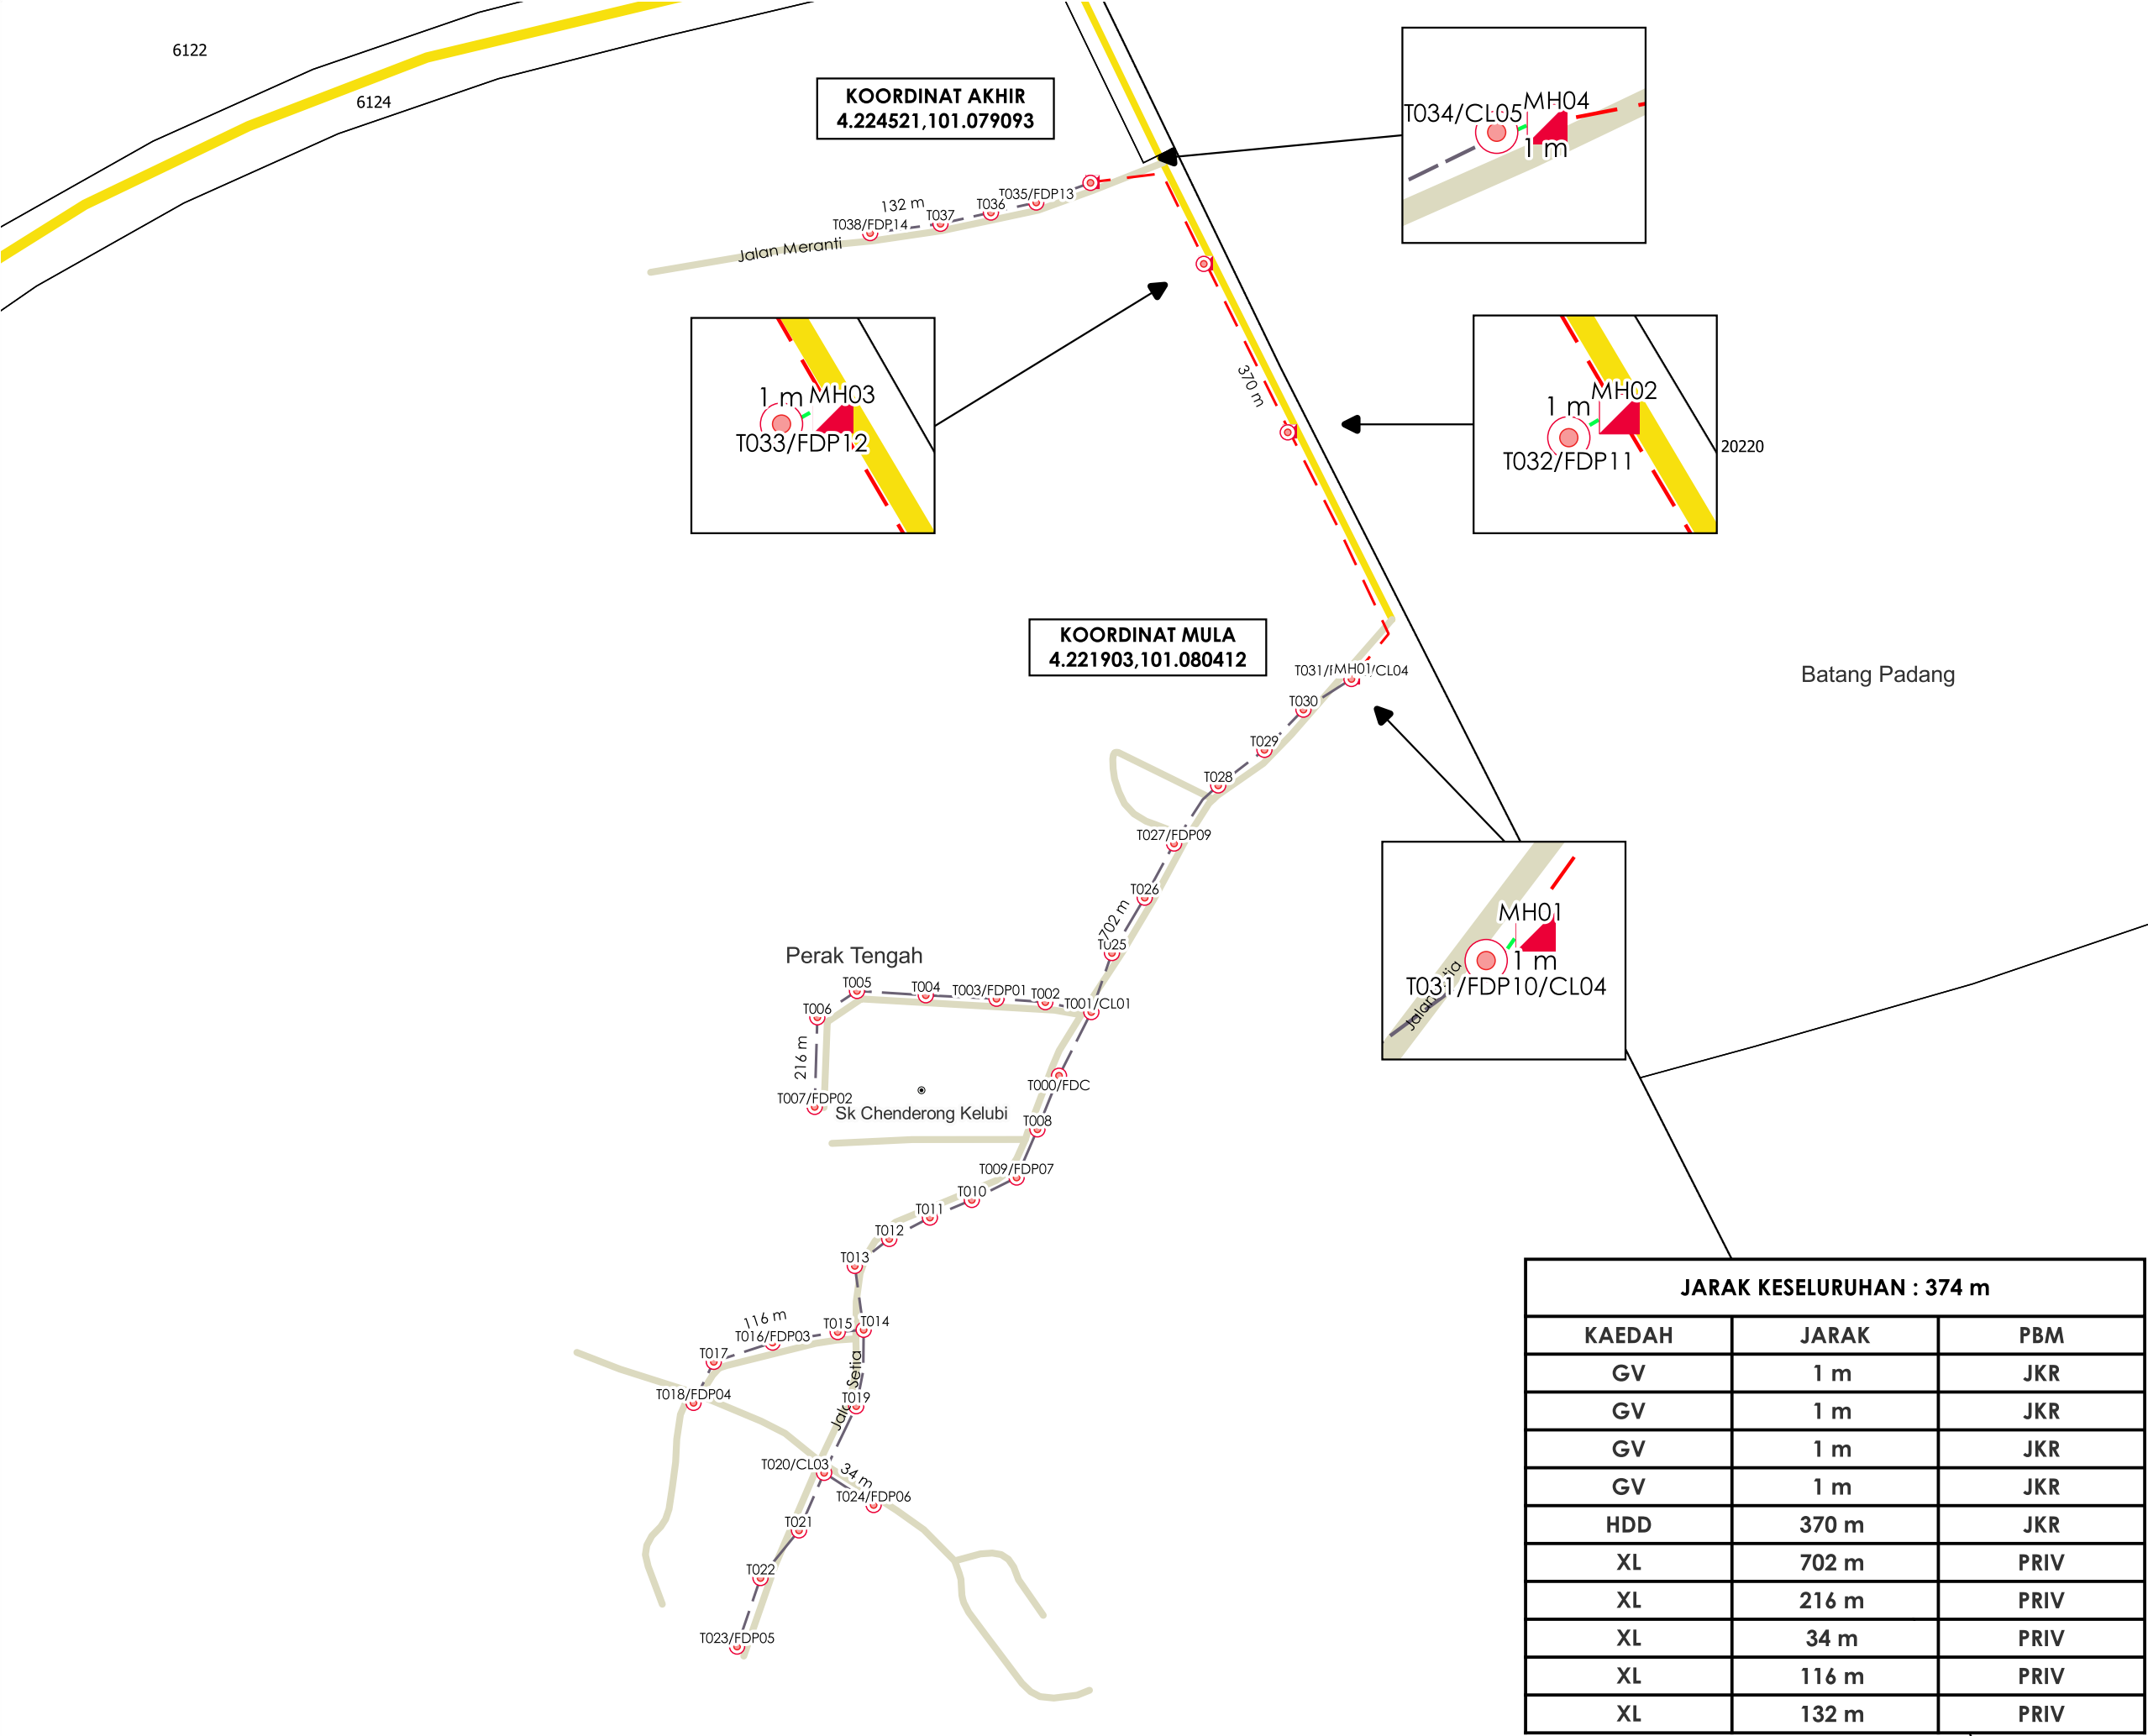 6122
6124
KOORDINAT AKHIR
4.224521,101.079093
T034/CL05
MH04
1 m
T035/FDP13
T036
132 m
T037
T038/FDP14
Jalan Meranti
370 m
1 m
MH03
T033/FDP12
MH02
1 m
T032/FDP11
20220
KOORDINAT MULA
4.221903,101.080412
MH01/CL04
T030
T029
T028
T027/FDP09
T026
702 m
T025
Batang Padang
MH01
1 m
T031/FDP10/CL04
Perak Tengah
T005
T004
T003/FDP01
T002
T001/CL01
T006
216 m
T007/FDP02
T000/FDC
Sk Chenderong Kelubi
T008
T009/FDP07
T010
T011
T012
T013
116 m
T014
T015
T016/FDP03
T017
T018/FDP04
Setia
T019
T020/CL03
34 m
T024/FDP06
T021
T022
T023/FDP05
JARAK KESELURUHAN : 374 m
KAEDAH JARAK PBM
GV 1 m JKR
GV 1 m JKR
GV 1 m JKR
GV 1 m JKR
HDD 370 m JKR
XL 702 m PRIV
XL 216 m PRIV
XL 34 m PRIV
XL 116 m PRIV
XL 132 m PRIV